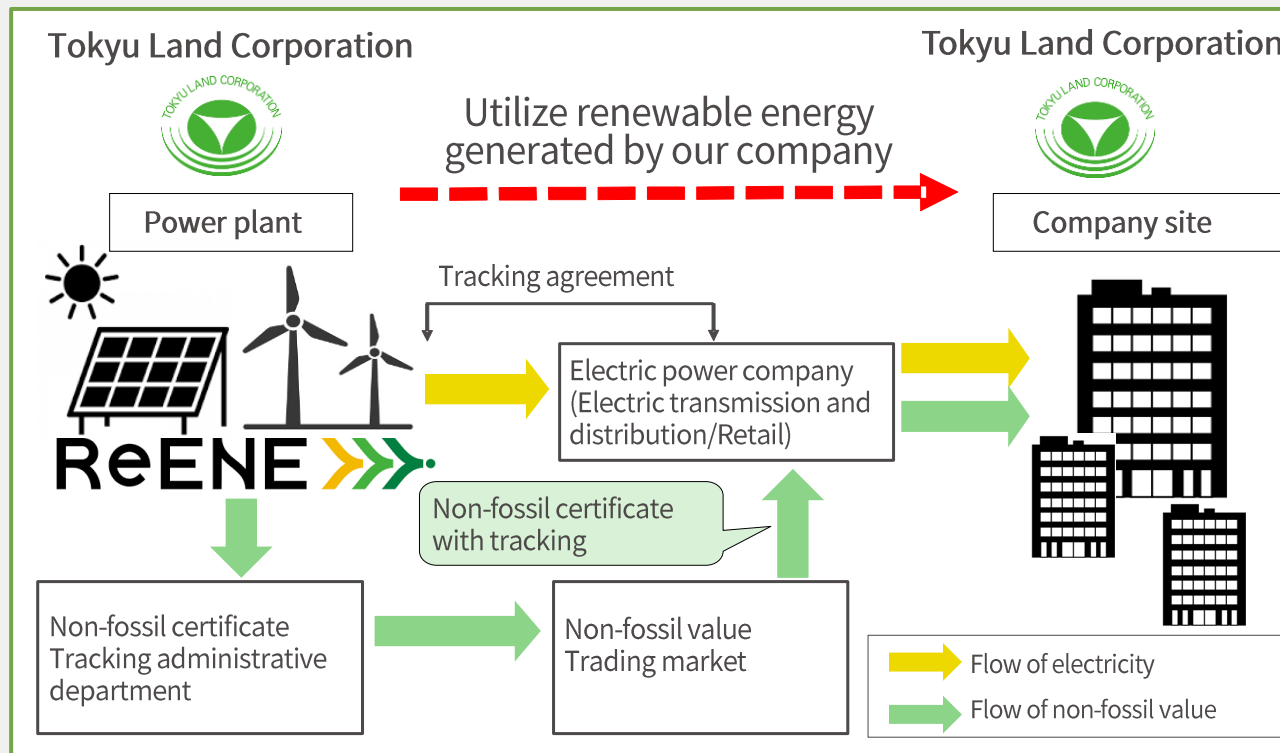 Tokyu Land Corporation
TOKYU LAND CORPORATION
Power plant
Utilize renewable energy
generated by our company
Tokyu Land Corporation
TOKYU LAND CORPORATION
Company site
Tracking agreement
ReENE
Electric power company
(Electric transmission and
distribution/Retail)
Non-fossil certificate
with tracking
Non-fossil certificate
Tracking administrative
department
Non-fossil value
Trading market
Flow of electricity
Flow of non-fossil value